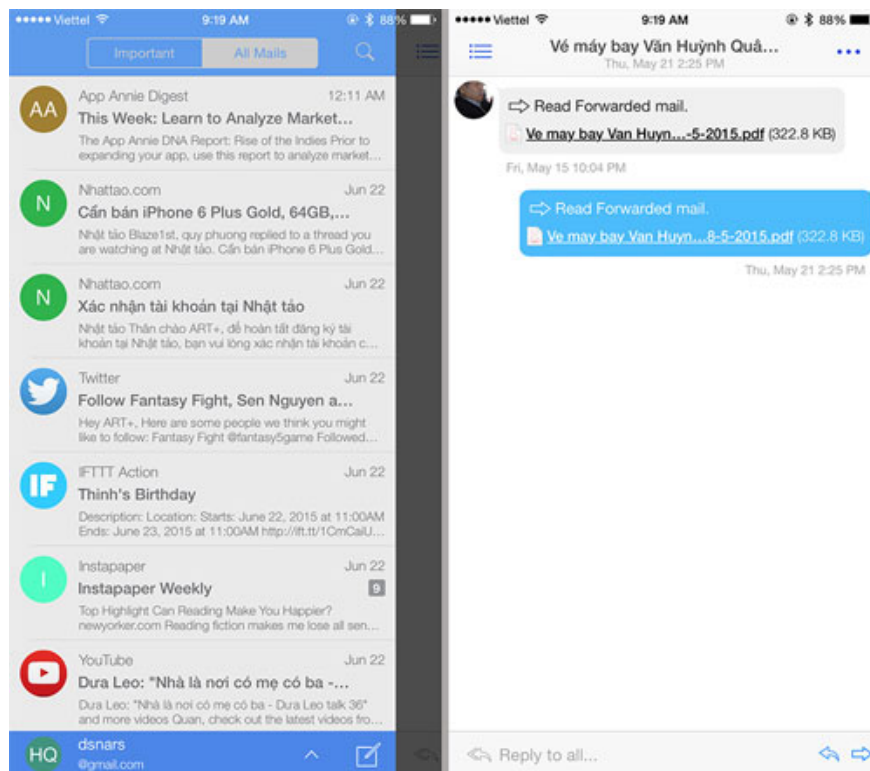 Viettel
9:19 AM
88%
Important
All Mails
AA
App Annie Digest
12:11 AM
This Week: Learn to Analyze Market...
The App Annie DNA Report: Rise of the Indies Prior to
expanding your app, use this report to analyze market...
N
Nhattao.com
Jun 22
Cần bán iPhone 6 Plus Gold, 64GB,...
Nhật tảo Blaze1st, quy phuong replied to a thread you
are watching at Nhật tảo. Cần bán iPhone 6 Plus Gold...
N
Nhattao.com
Jun 22
Xác nhận tài khoản tại Nhật tảo
Nhật tảo Thân chào ART+, để hoàn tất đăng ký tài
khoản tại Nhật tảo, bạn vui lòng xác nhận tài khoản c...
Twitter
Jun 22
Follow Fantasy Fight, Sen Nguyen a...
Hey ART+, Here are some people we think you might
like to follow: Fantasy Fight @fantasy5game Followed...
IF
IFTTT Action
Jun 22
Thinh's Birthday
Description: Location: Starts: June 22, 2015 at 11:00AM
Ends: June 23, 2015 at 11:00AM http://ift.tt/1CmCaiU...
I
Instapaper
Jun 22
Instapaper Weekly
9
Top Highlight Can Reading Make You Happier?
newyorker.com Reading fiction makes me lose all sen...
YouTube
Jun 22
Dưa Leo: "Nhà là nơi có mẹ có ba -...
Dưa Leo: "Nhà là nơi có mẹ có ba - Dưa Leo talk 36"
and more videos Quan, check out the latest videos fro...
HQ
dsnars
@gmail.com
Viettel
9:19 AM
88%
Vé máy bay Văn Huỳnh Quâ...
Thu, May 21 2:25 PM
Read Forwarded mail.
Ve may bay Van Huyn...-5-2015.pdf (322.8 KB)
Fri, May 15 10:04 PM
Read Forwarded mail.
Ve may bay Van Huyn...8-5-2015.pdf (322.8 KB)
Thu, May 21 2:25 PM
Reply to all...